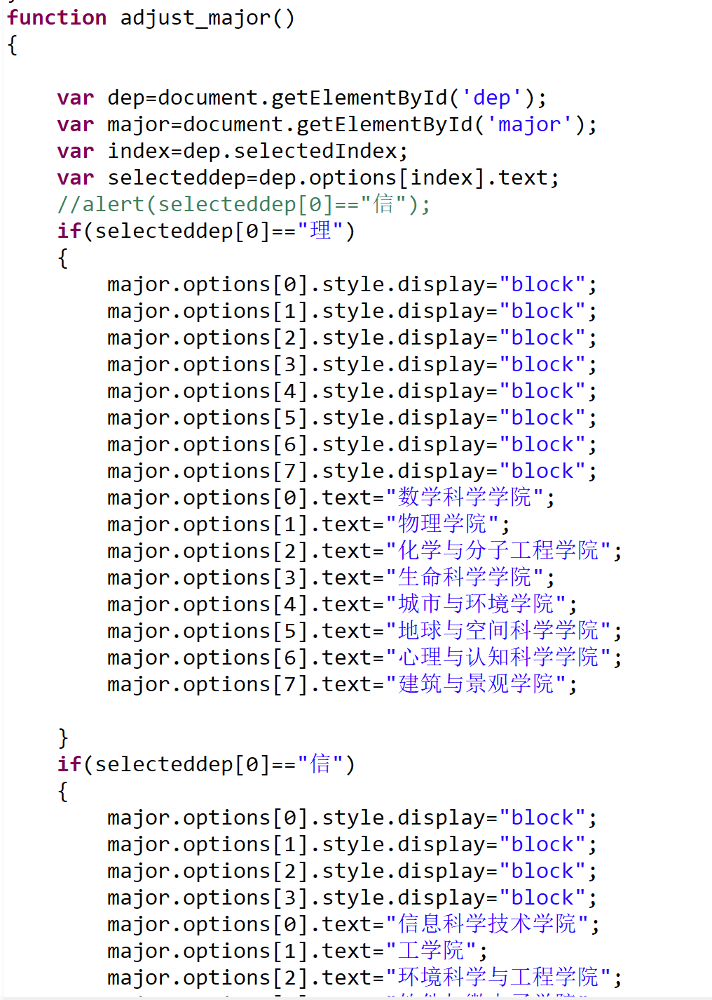 function adjust_major()
{
var dep=document.getElementById('dep');
var major=document.getElementById('major');
var index=dep.selectedIndex;
var selecteddep=dep.options[index].text;
//alert(selecteddep[0]=="信");
if(selecteddep[0]=="理")
{
major.options[0].style.display="block";
major.options[1].style.display="block";
major.options[2].style.display="block";
major.options[3].style.display="block";
major.options[4].style.display="block";
major.options[5].style.display="block";
major.options[6].style.display="block";
major.options[7].style.display="block";
major.options[0].text="数学科学学院";
major.options[1].text="物理学院";
major.options[2].text="化学与分子工程学院";
major.options[3].text="生命科学学院";
major.options[4].text="城市与环境学院";
major.options[5].text="地球与空间科学学院";
major.options[6].text="心理与认知科学学院";
major.options[7].text="建筑与景观学院";
}
if(selecteddep[0]=="信")
{
major.options[0].style.display="block";
major.options[1].style.display="block";
major.options[2].style.display="block";
major.options[3].style.display="block";
major.options[0].text="信息科学技术学院";
major.options[1].text="工学院";
major.options[2].text="环境科学与工程学院";